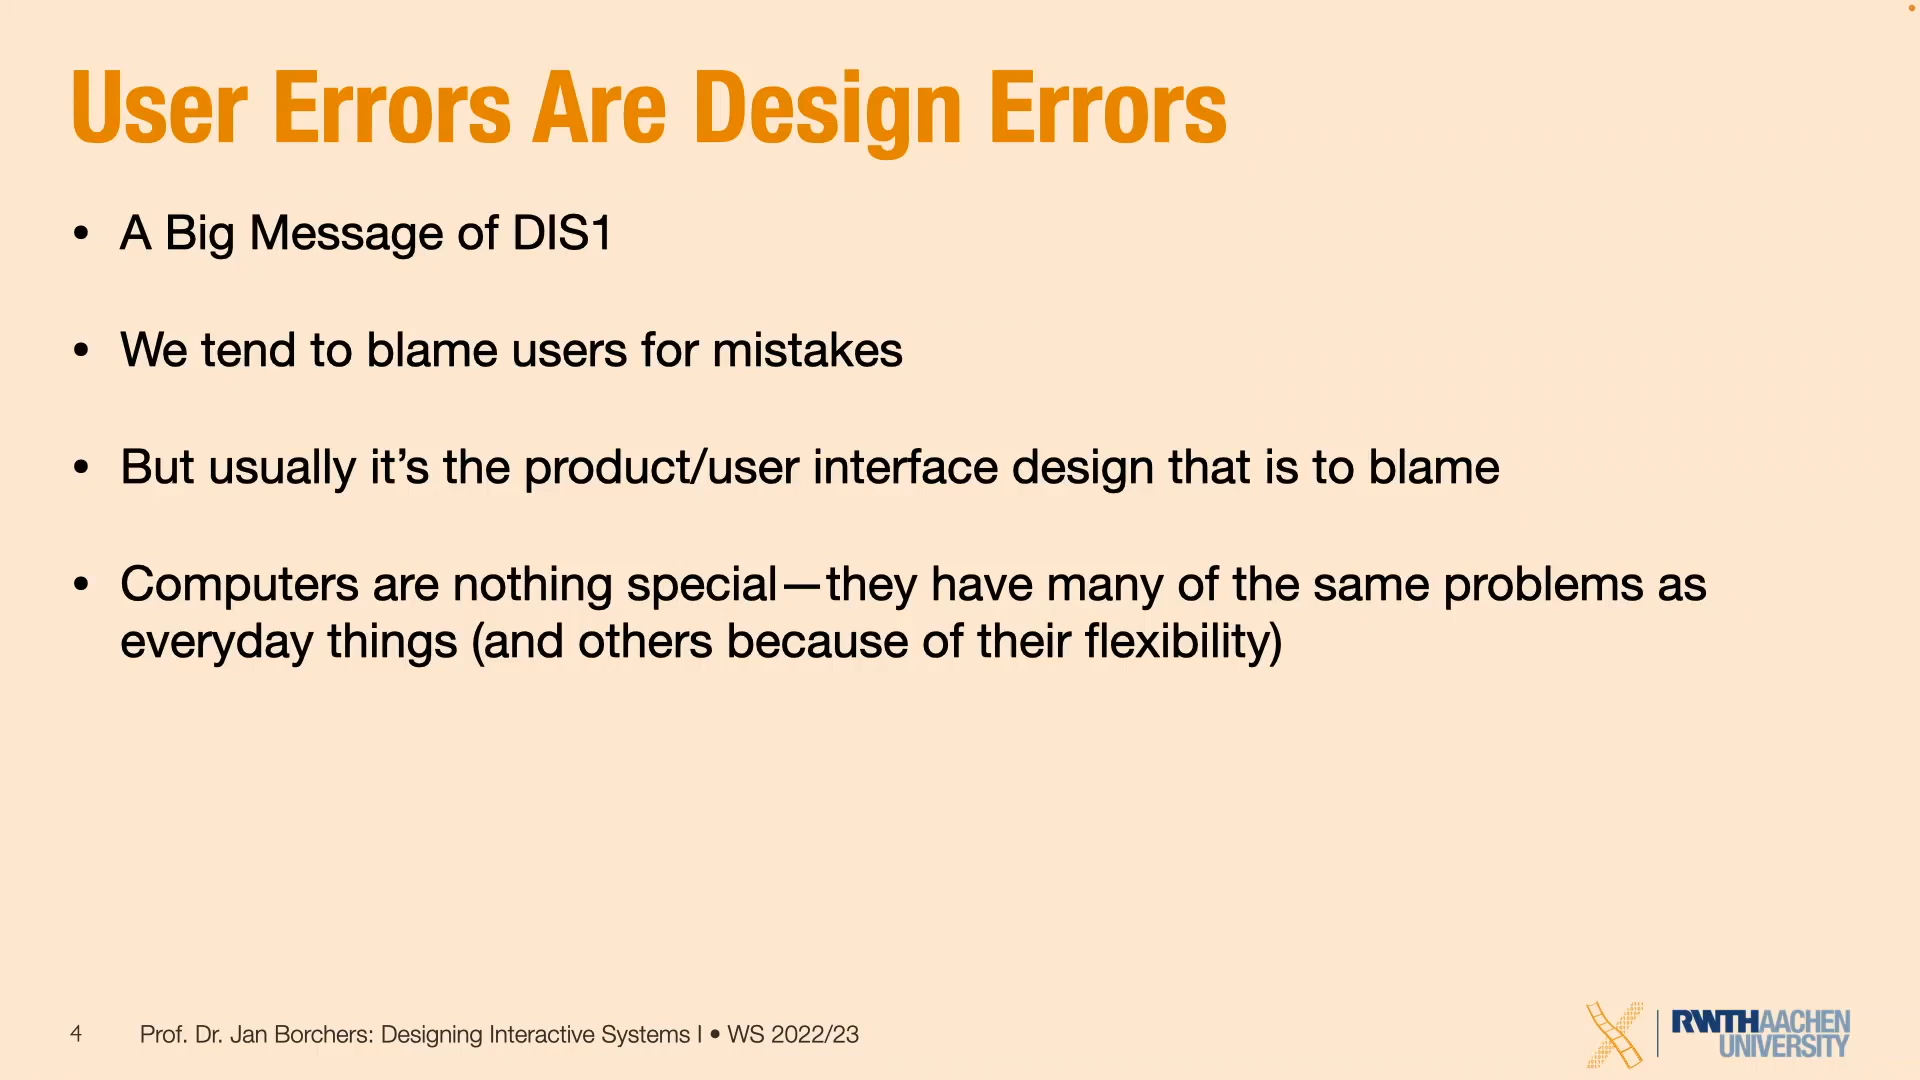 User Errors Are Design Errors
• A Big Message of DIS1
• We tend to blame users for mistakes
• But usually it’s the product/user interface design that is to blame
• Computers are nothing special—they have many of the same problems as
everyday things (and others because of their flexibility)
4 Prof. Dr. Jan Borchers: Designing Interactive Systems I • WS 2022/23
RWTHAACHEN
UNIVERSITY